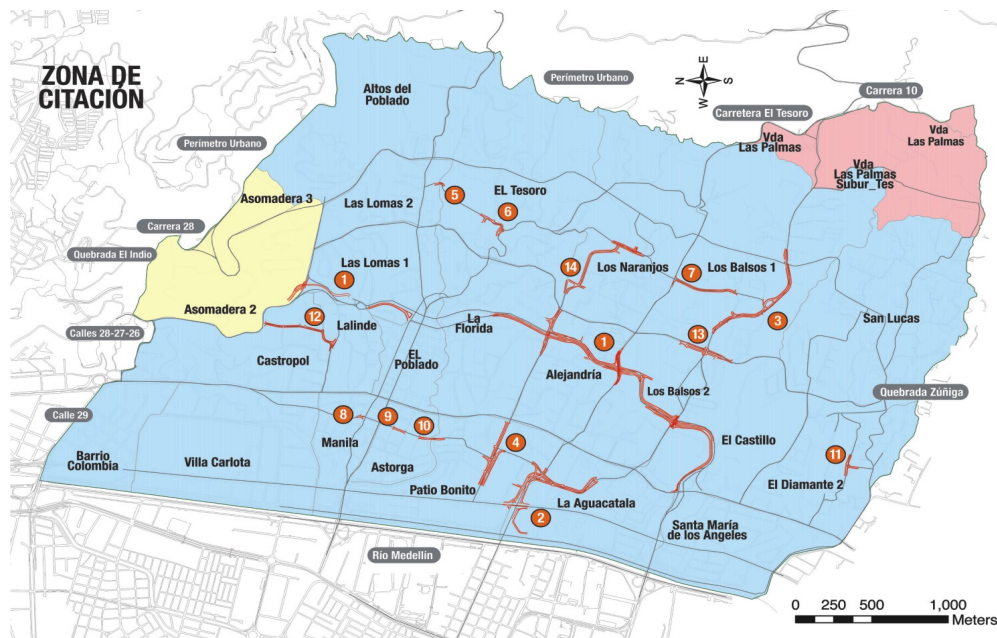 ZONA DE
CITACIÓN
Altos del
Poblado
Perímetro Urbano
N
E
S
W
Carrera 10
Carretera El Tesoro
Vda
Las Palmas
Vda
Las Palmas
Vda
Las Palmas
Subur_Tes
Perímetro Urbano
Asomadera 3
Las Lomas 2
5
EL Tesoro
6
Carrera 28
Quebrada El Indio
Las Lomas 1
1
14
Los Naranjos
7
Los Balsos 1
Asomadera 2
12
Lalinde
La
Florida
3
San Lucas
Calles 28-27-26
Castropol
EL
Poblado
1
13
Alejandría
Los Balsos 2
Quebrada Zúñiga
Calle 29
8
9
10
Manila
4
El Castillo
11
Barrio
Colombia
Villa Carlota
Astorga
Patio Bonito
La Aguacatala
El Diamante 2
2
Santa María
de los Angeles
Río Medellín
0 250 500 1,000
Meters